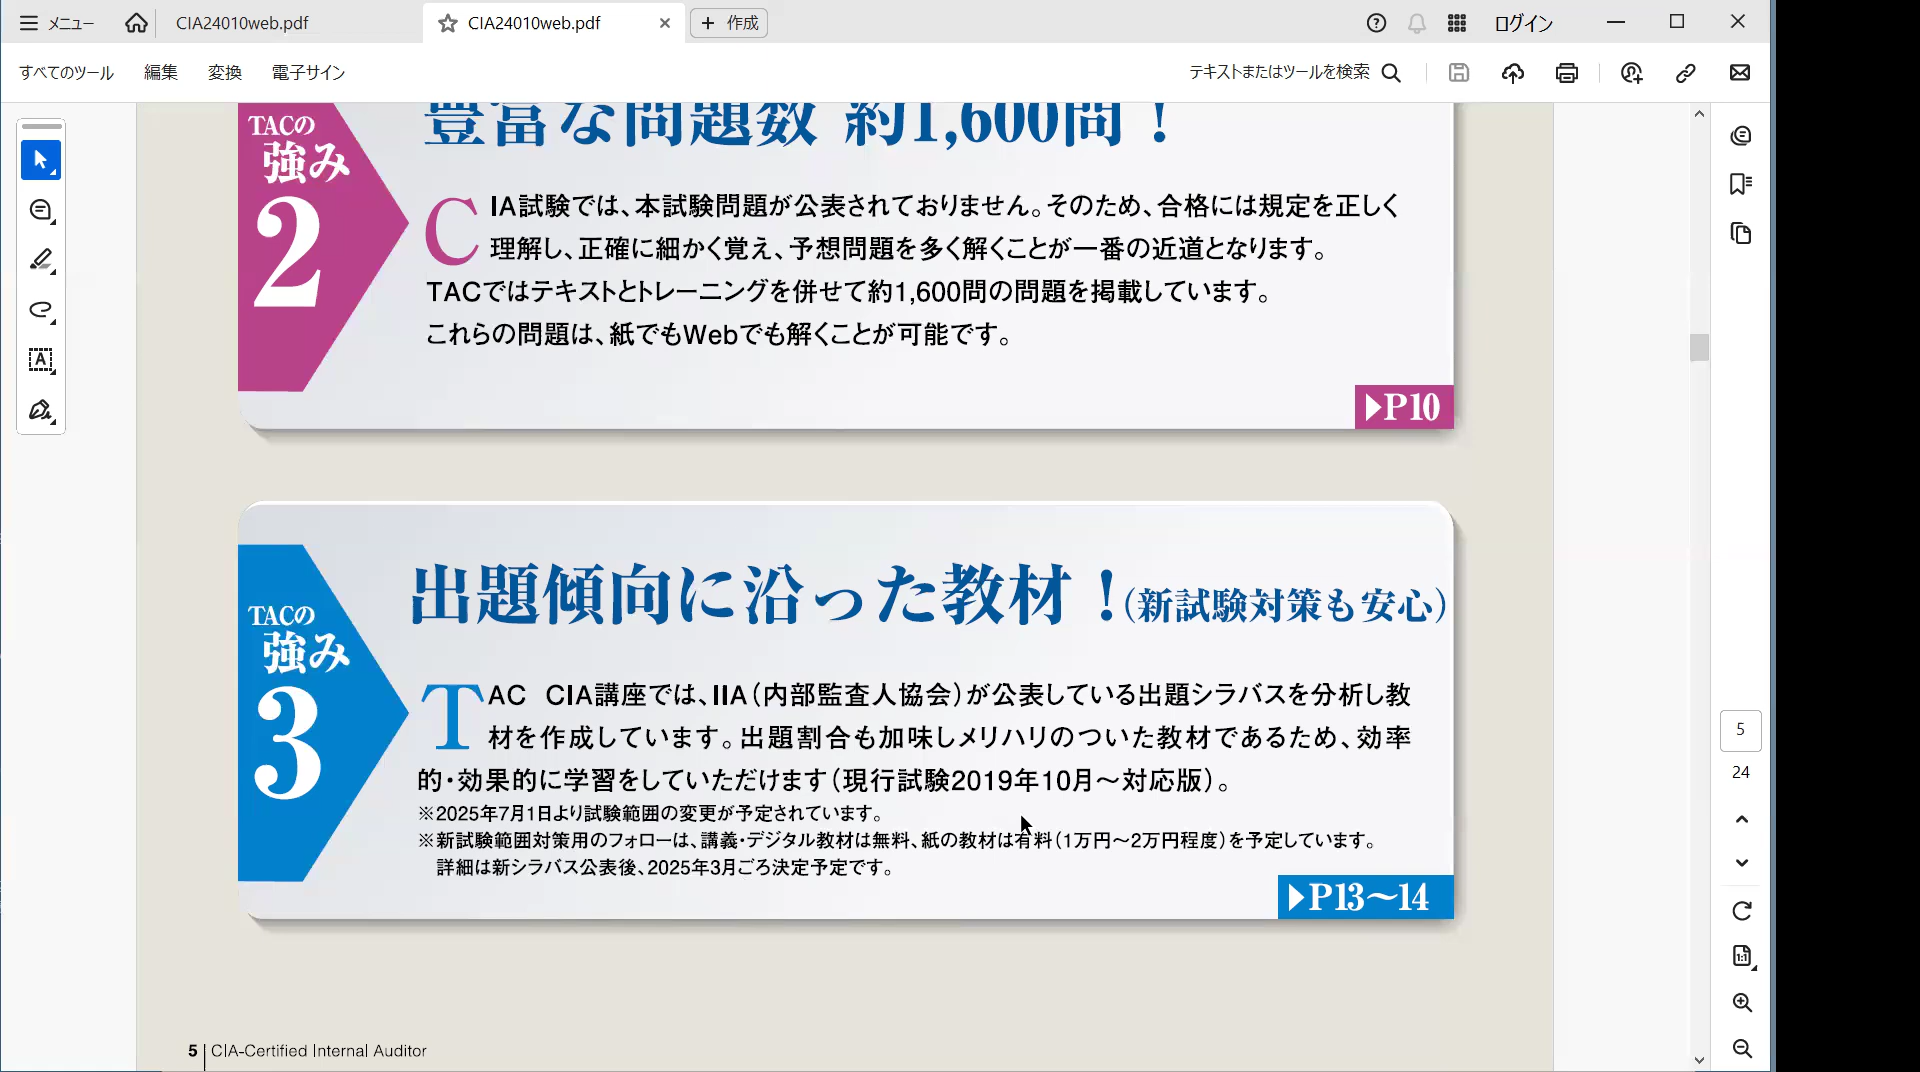 メニュー
CIA24010web.pdf
CIA24010web.pdf
作成
ログイン
すべてのツール
編集
変換
電子サイン
テキストまたはツールを検索
TACの
強み
2
豊富な問題数 約1,600問！
CIA試験では、本試験問題が公表されておりません。そのため、合格には規定を正しく
理解し、正確に細かく覚え、予想問題を多く解くことが一番の近道となります。
TACではテキストとトレーニングを併せて約1,600問の問題を掲載しています。
これらの問題は、紙でもWebでも解くことが可能です。
▶P10
TACの
強み
3
出題傾向に沿った教材！(新試験対策も安心)
TAC CIA講座では、IIA（内部監査人協会）が公表している出題シラバスを分析し教
材を作成しています。出題割合も加味しメリハリのついた教材であるため、効率
的・効果的に学習をしていただけます（現行試験2019年10月～対応版）。
※2025年7月1日より試験範囲の変更が予定されています。
※新試験範囲対策用のフォローは、講義・デジタル教材は無料、紙の教材は有料（1万円～2万円程度）を予定しています。
詳細は新シラバス公表後、2025年3月ごろ決定予定です。
▶P13～14
5
24
5 | CIA-Certified Internal Auditor